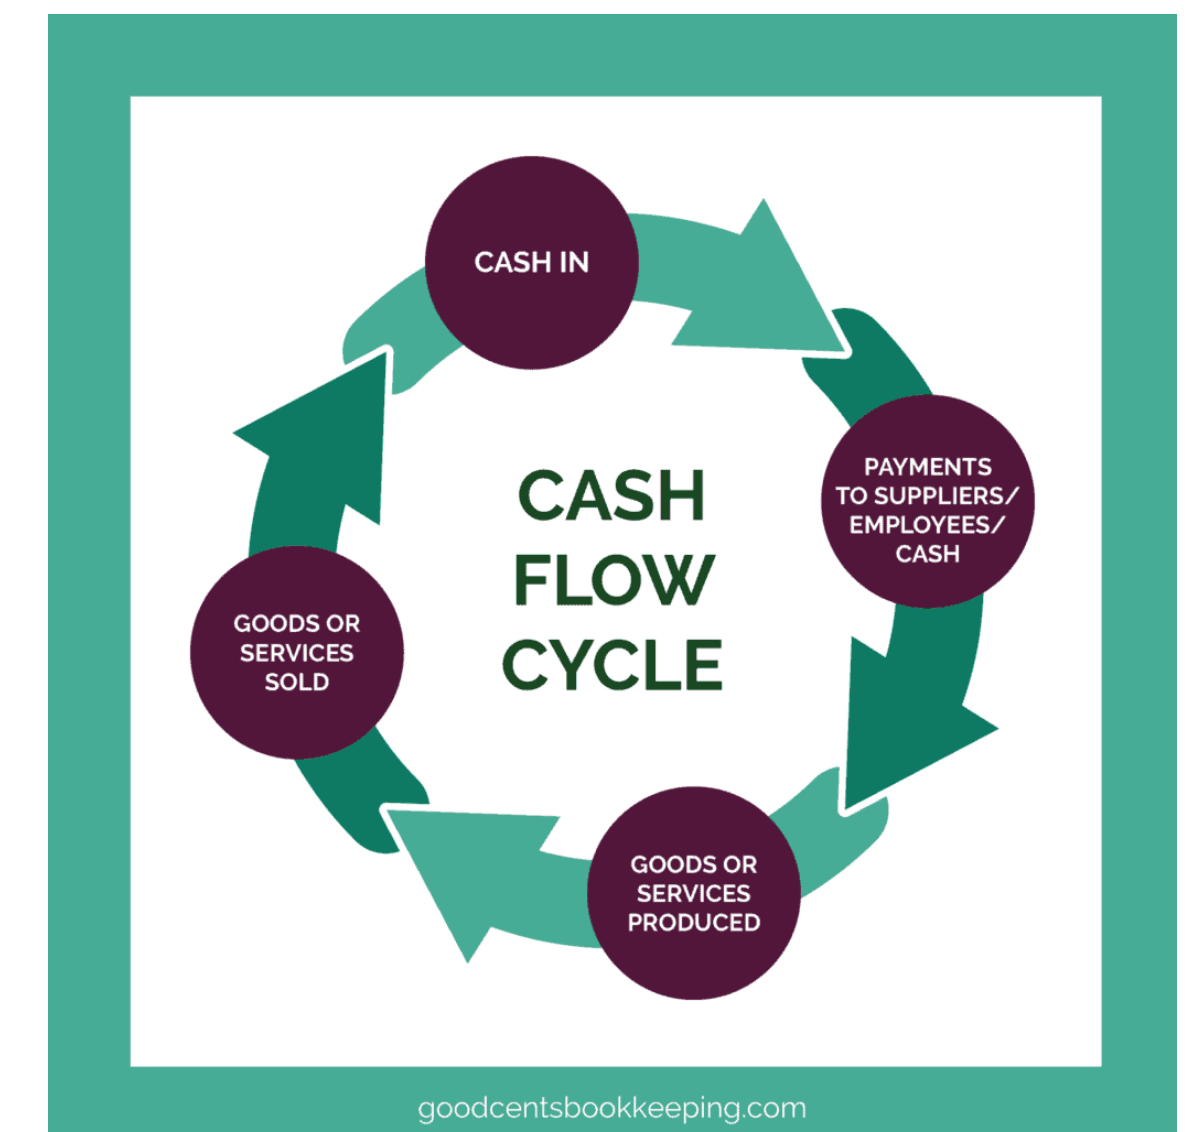 CASH IN
PAYMENTS
TO SUPPLIERS/
EMPLOYEES/
CASH
CASH
FLOW
CYCLE
GOODS OR
SERVICES
SOLD
GOODS OR
SERVICES
PRODUCED
goodcentsbookkeeping.com